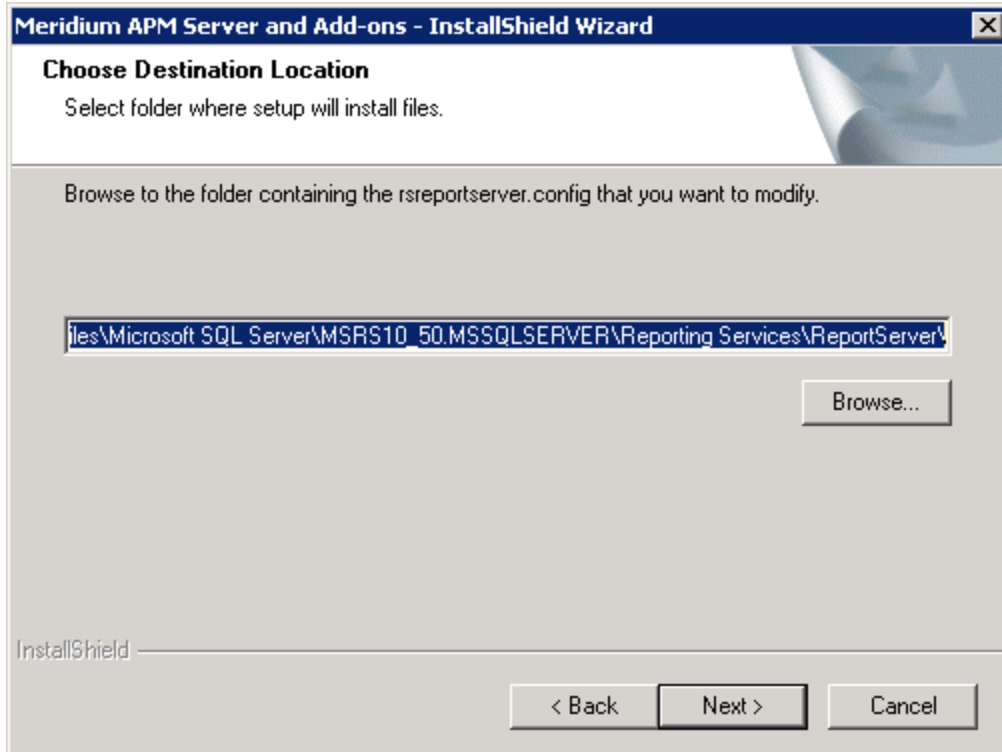 Meridium APM Server and Add-ons - InstallShield Wizard
Choose Destination Location
Select folder where setup will install files.
Browse to the folder containing the rsreportserver.config that you want to modify.
iles\Microsoft SQL Server\MSRS10_50.MSSQLSERVER\Reporting Services\ReportServer\
Browse...
InstallShield
< Back
Next >
Cancel